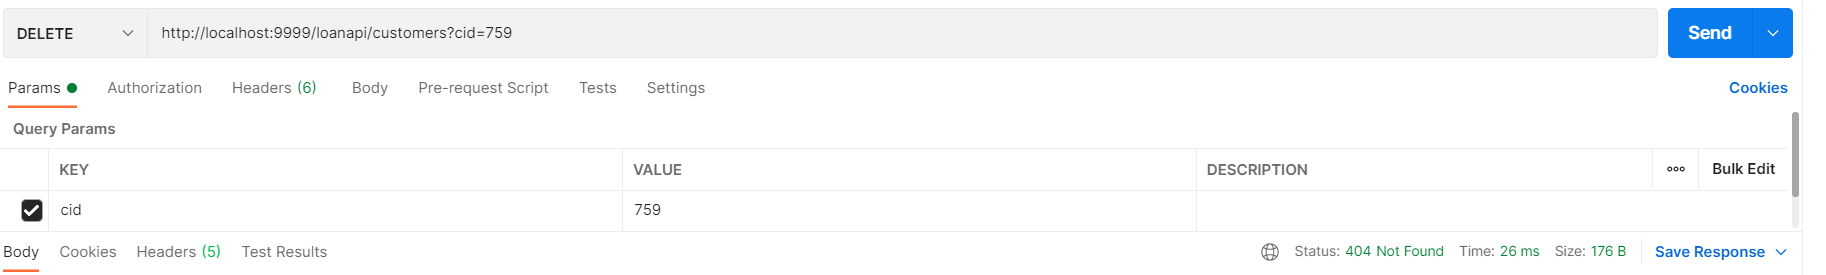 DELETE http://localhost:9999/loanapi/customers?cid=759 Send
Params Authorization Headers (6) Body Pre-request Script Tests Settings Cookies
Query Params
KEY VALUE DESCRIPTION ooo Bulk Edit
cid 759
Body Cookies Headers (5) Test Results Status: 404 Not Found Time: 26 ms Size: 176 B Save Response